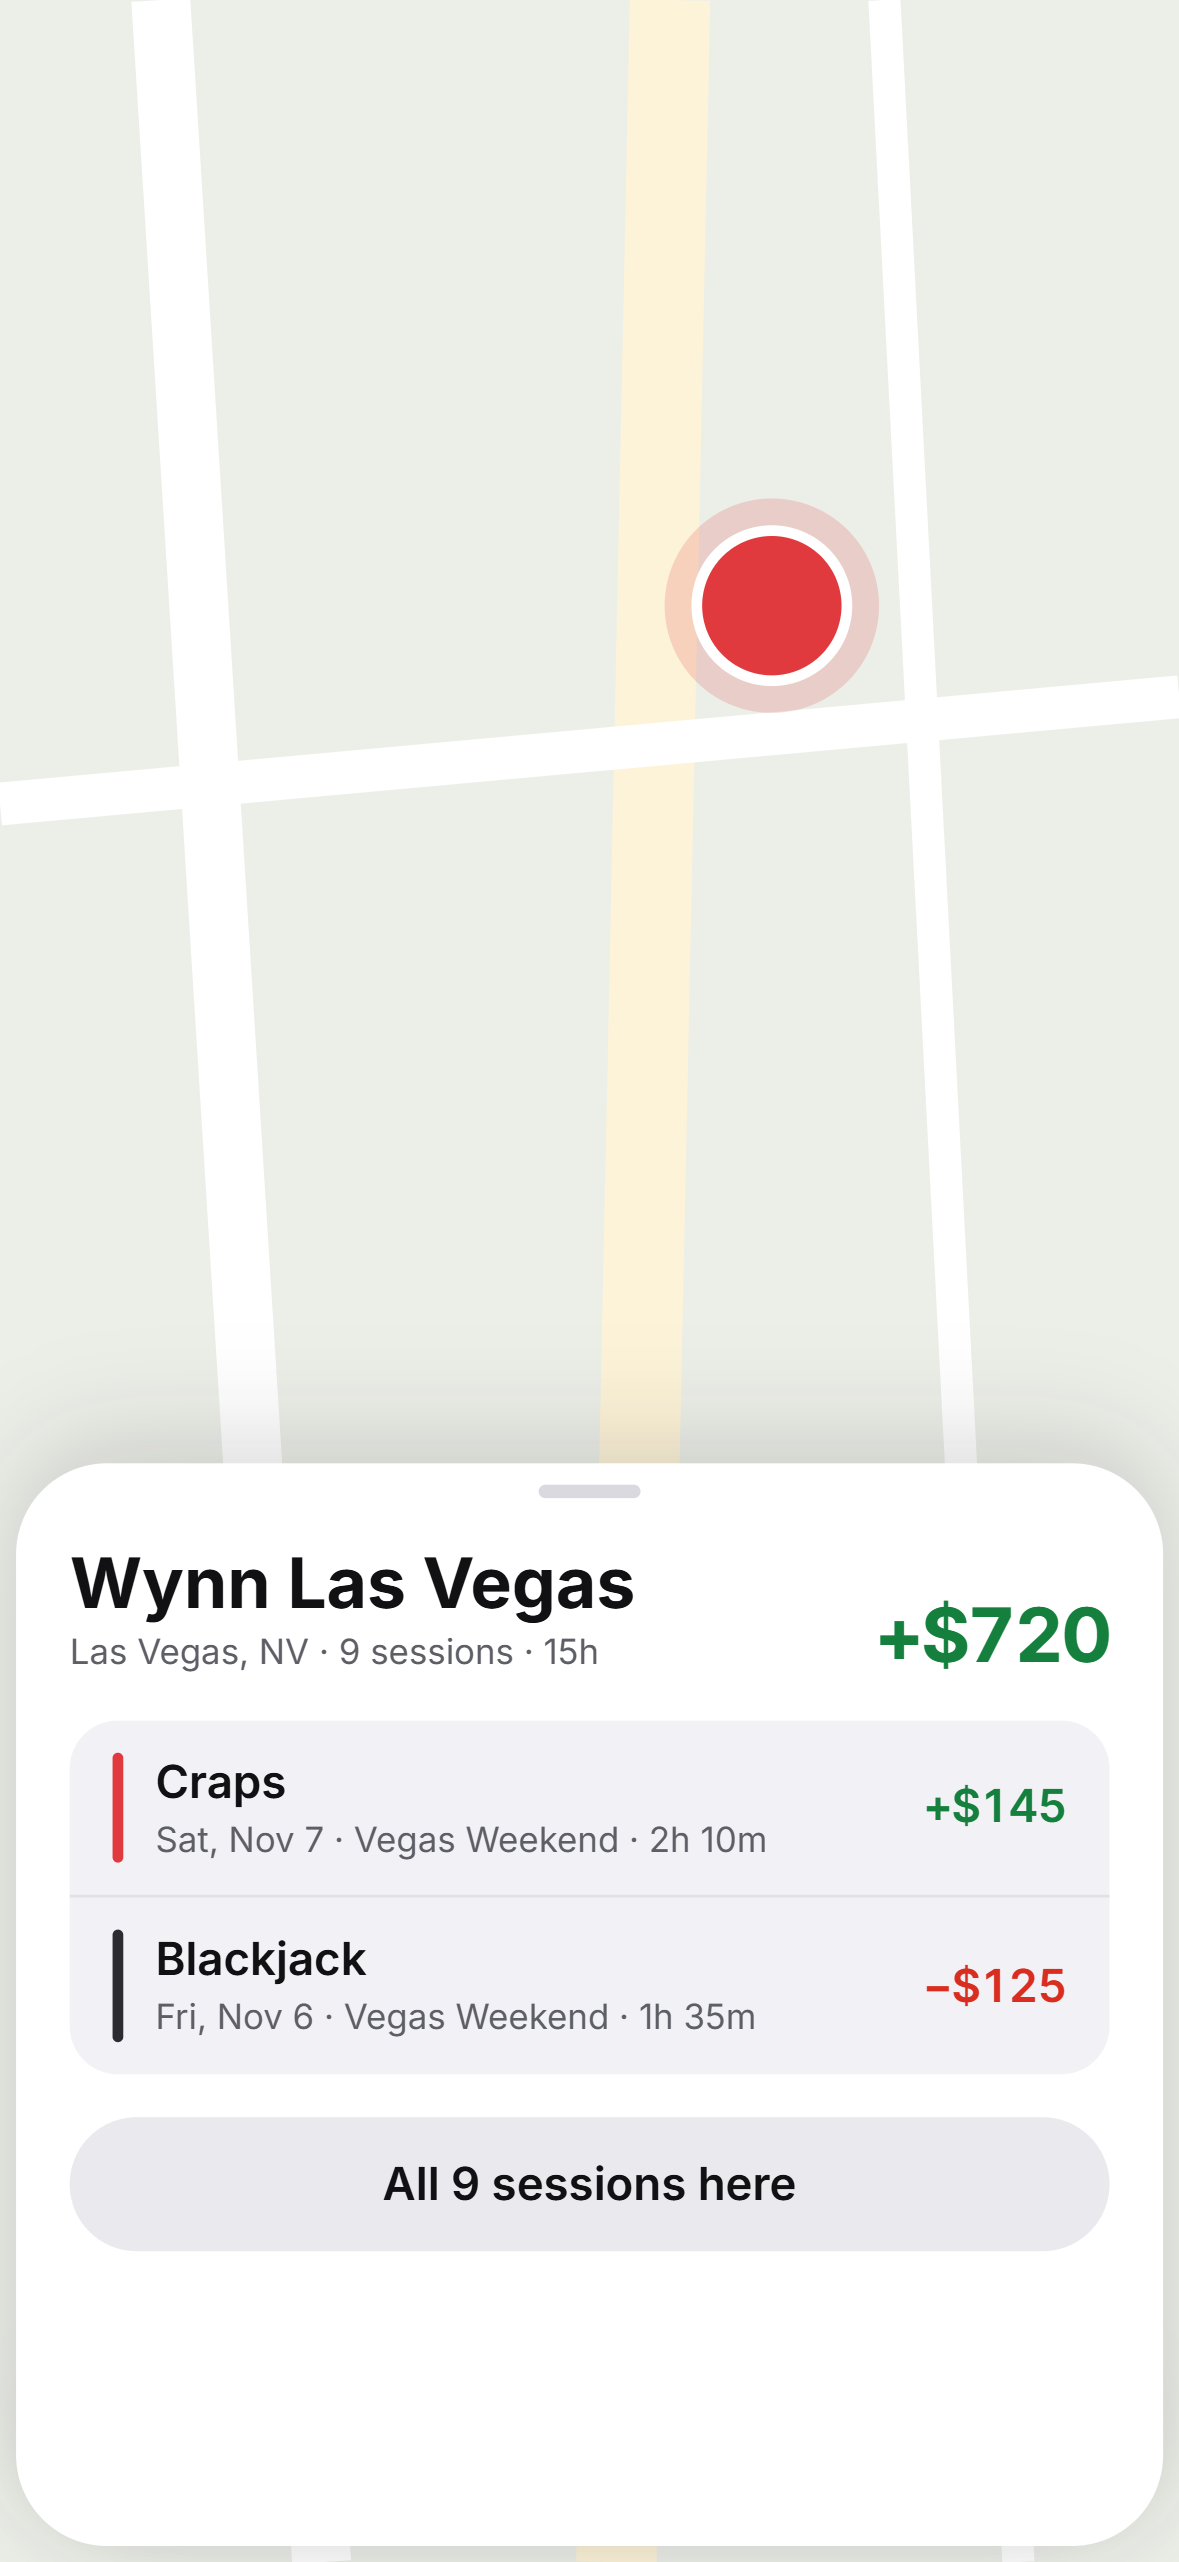 Wynn Las Vegas
Las Vegas, NV · 9 sessions · 15h
+$720
Craps
Sat, Nov 7 · Vegas Weekend · 2h 10m
+$145
Blackjack
Fri, Nov 6 · Vegas Weekend · 1h 35m
−$125
All 9 sessions here